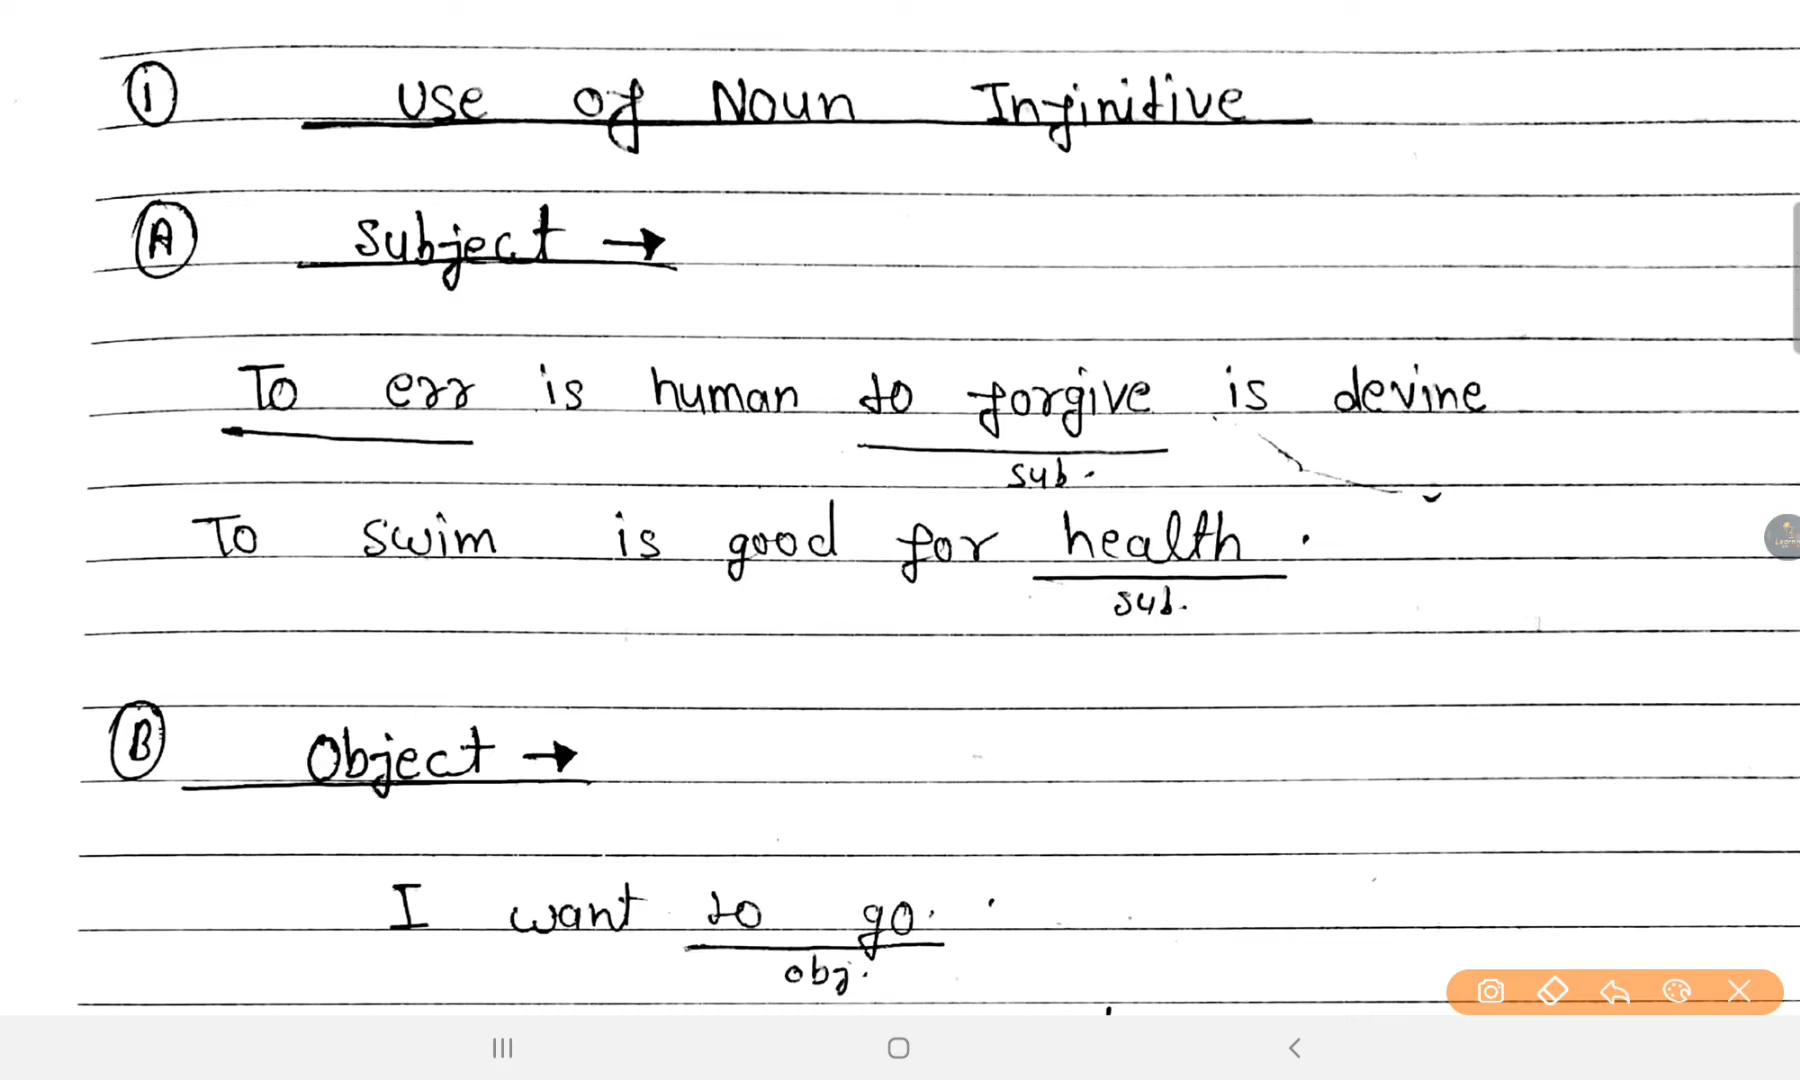 1 Use of Noun Infinitive
A Subject →
To err is human to forgive is devine
sub.
To swim is good for health .
sub.
B Object →
I want to go.
obj.